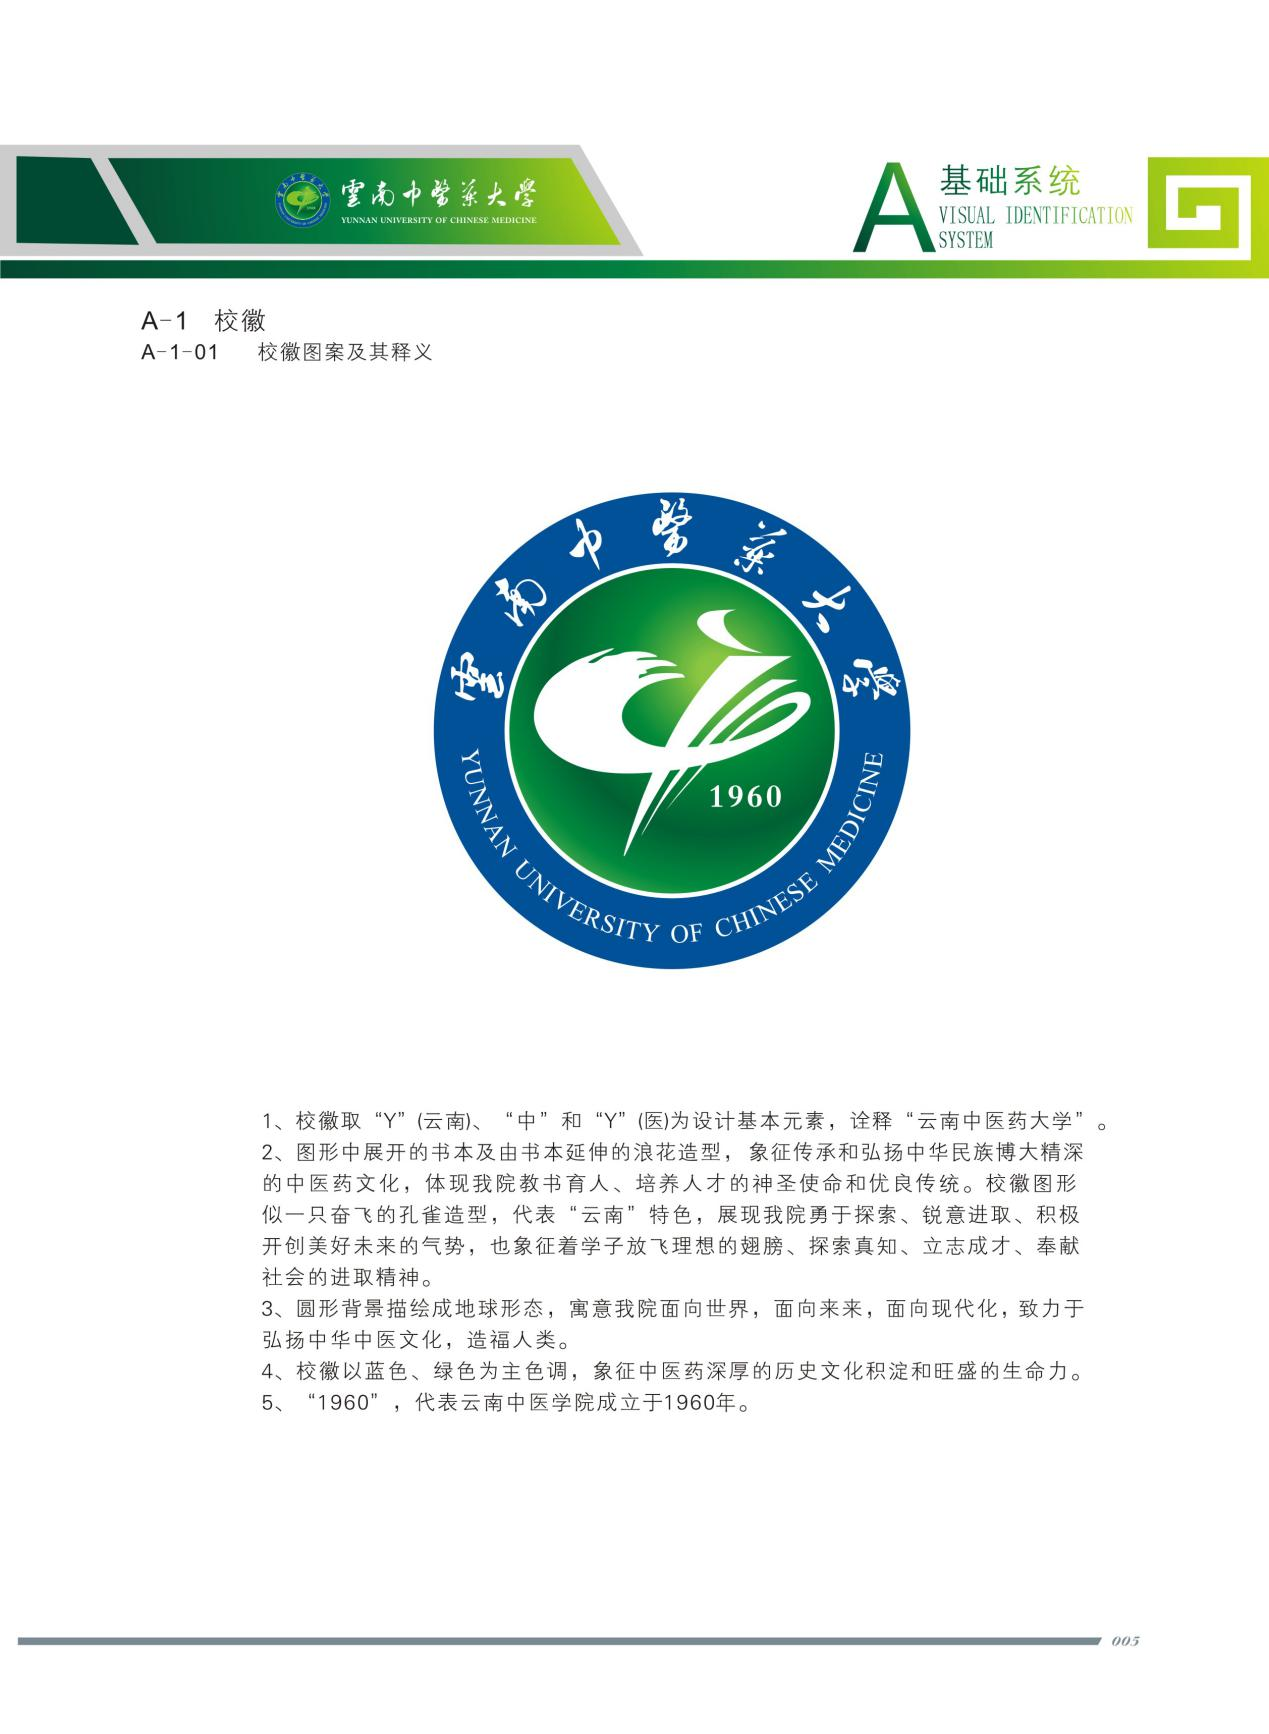 雲南中醫药大學
YUNNAN UNIVERSITY OF CHINESE MEDICINE
A
基础系统
VISUAL IDENTIFICATION
SYSTEM
A-1 校徽
A-1-01 校徽图案及其释义
雲南中醫药大學
1960
YUNNAN UNIVERSITY OF CHINESE MEDICINE
1、校徽取“Y”(云南)、“中”和“Y”(医)为设计基本元素，诠释“云南中医药大学”。
2、图形中展开的书本及由书本延伸的浪花造型，象征传承和弘扬中华民族博大精深
的中医药文化，体现我院教书育人、培养人才的神圣使命和优良传统。校徽图形
似一只奋飞的孔雀造型，代表“云南”特色，展现我院勇于探索、锐意进取、积极
开创美好未来的气势，也象征着学子放飞理想的翅膀、探索真知、立志成才、奉献
社会的进取精神。
3、圆形背景描绘成地球形态，寓意我院面向世界，面向来来，面向现代化，致力于
弘扬中华中医文化，造福人类。
4、校徽以蓝色、绿色为主色调，象征中医药深厚的历史文化积淀和旺盛的生命力。
5、“1960”，代表云南中医学院成立于1960年。
005